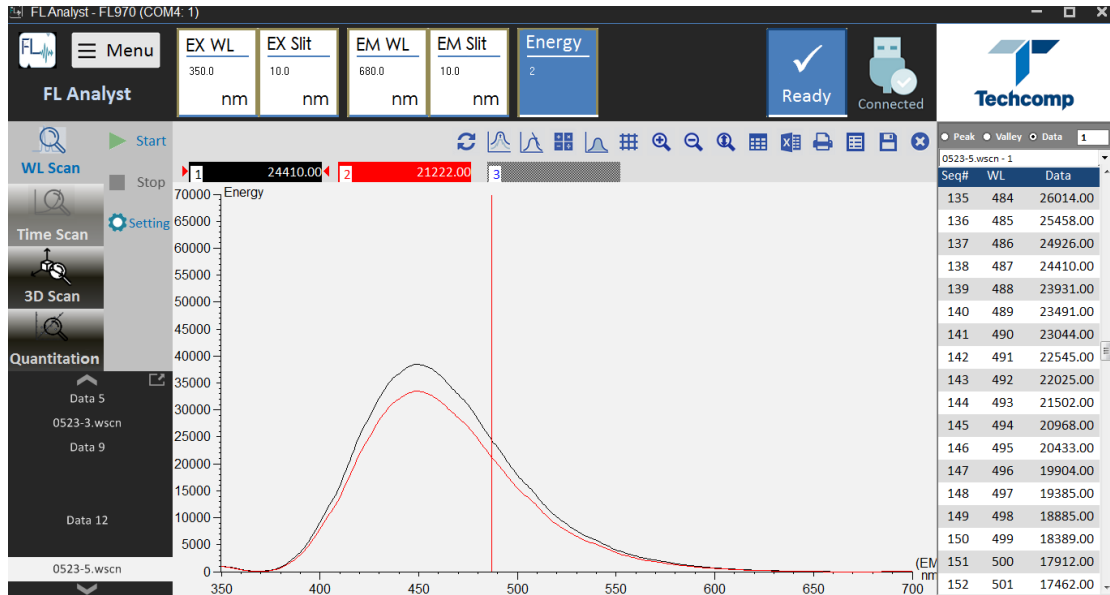 FL Analyst - FL970 (COM4: 1)
FL
Menu
FL Analyst
EX WL
350.0
nm
EX Slit
10.0
nm
EM WL
680.0
nm
EM Slit
10.0
nm
Energy
2
Ready
Connected
Techcomp
WL Scan
Time Scan
3D Scan
Quantitation
Start
Stop
Setting
Data 5
0523-3.wscn
Data 9
Data 12
0523-5.wscn
1 24410.00
2 21222.00
3
Energy
70000
65000
60000
55000
50000
45000
40000
35000
30000
25000
20000
15000
10000
5000
0
350 400 450 500 550 600 650 700
(EM
nm
Peak Valley Data 1
0523-5.wscn - 1
Seq# WL Data
135 484 26014.00
136 485 25458.00
137 486 24926.00
138 487 24410.00
139 488 23931.00
140 489 23491.00
141 490 23044.00
142 491 22545.00
143 492 22025.00
144 493 21502.00
145 494 20968.00
146 495 20433.00
147 496 19904.00
148 497 19385.00
149 498 18885.00
150 499 18389.00
151 500 17912.00
152 501 17462.00